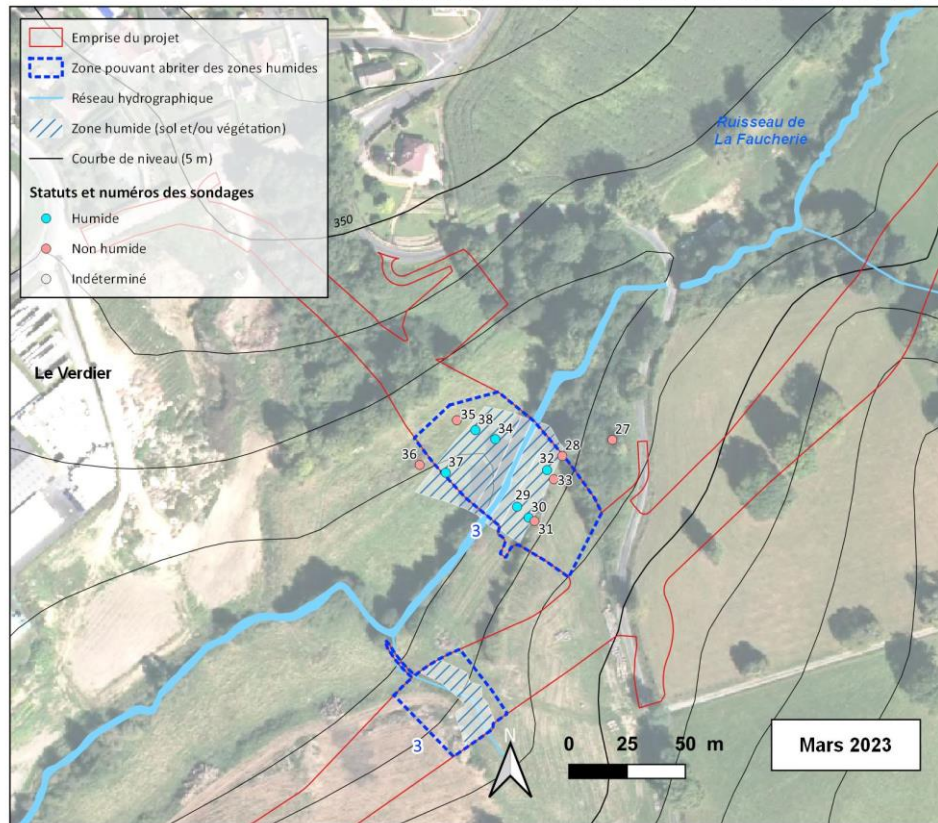 Emprise du projet
Zone pouvant abriter des zones humides
Réseau hydrographique
Zone humide (sol et/ou végétation)
Courbe de niveau (5 m)
Statuts et numéros des sondages
Humide
Non humide
Indéterminé
Ruisseau de
La Faucherie
350
Le Verdier
35
38
34
36
37
28
27
32
33
29
30
31
3
3
N
0 25 50 m
Mars 2023